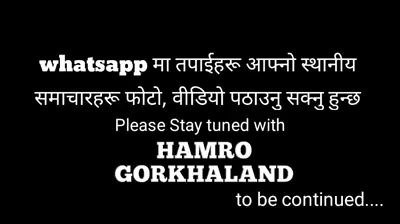 whatsapp मा तपाईहरू आफ्नो स्थानीय
समाचारहरू फोटो, वीडियो पठाउनु सक्नु हुन्छ
Please Stay tuned with
HAMRO
GORKHALAND
to be continued....